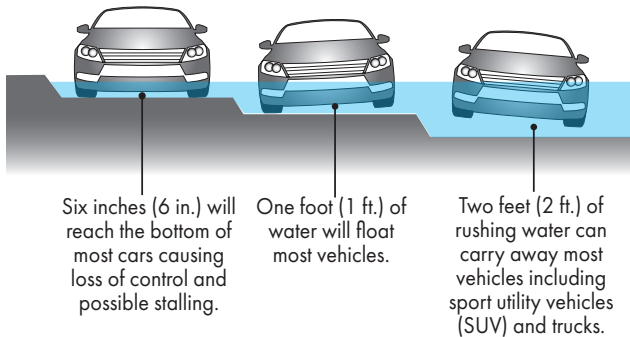 Six inches (6 in.) will
reach the bottom of
most cars causing
loss of control and
possible stalling.
One foot (1 ft.) of
water will float
most vehicles.
Two feet (2 ft.) of
rushing water can
carry away most
vehicles including
sport utility vehicles
(SUV) and trucks.